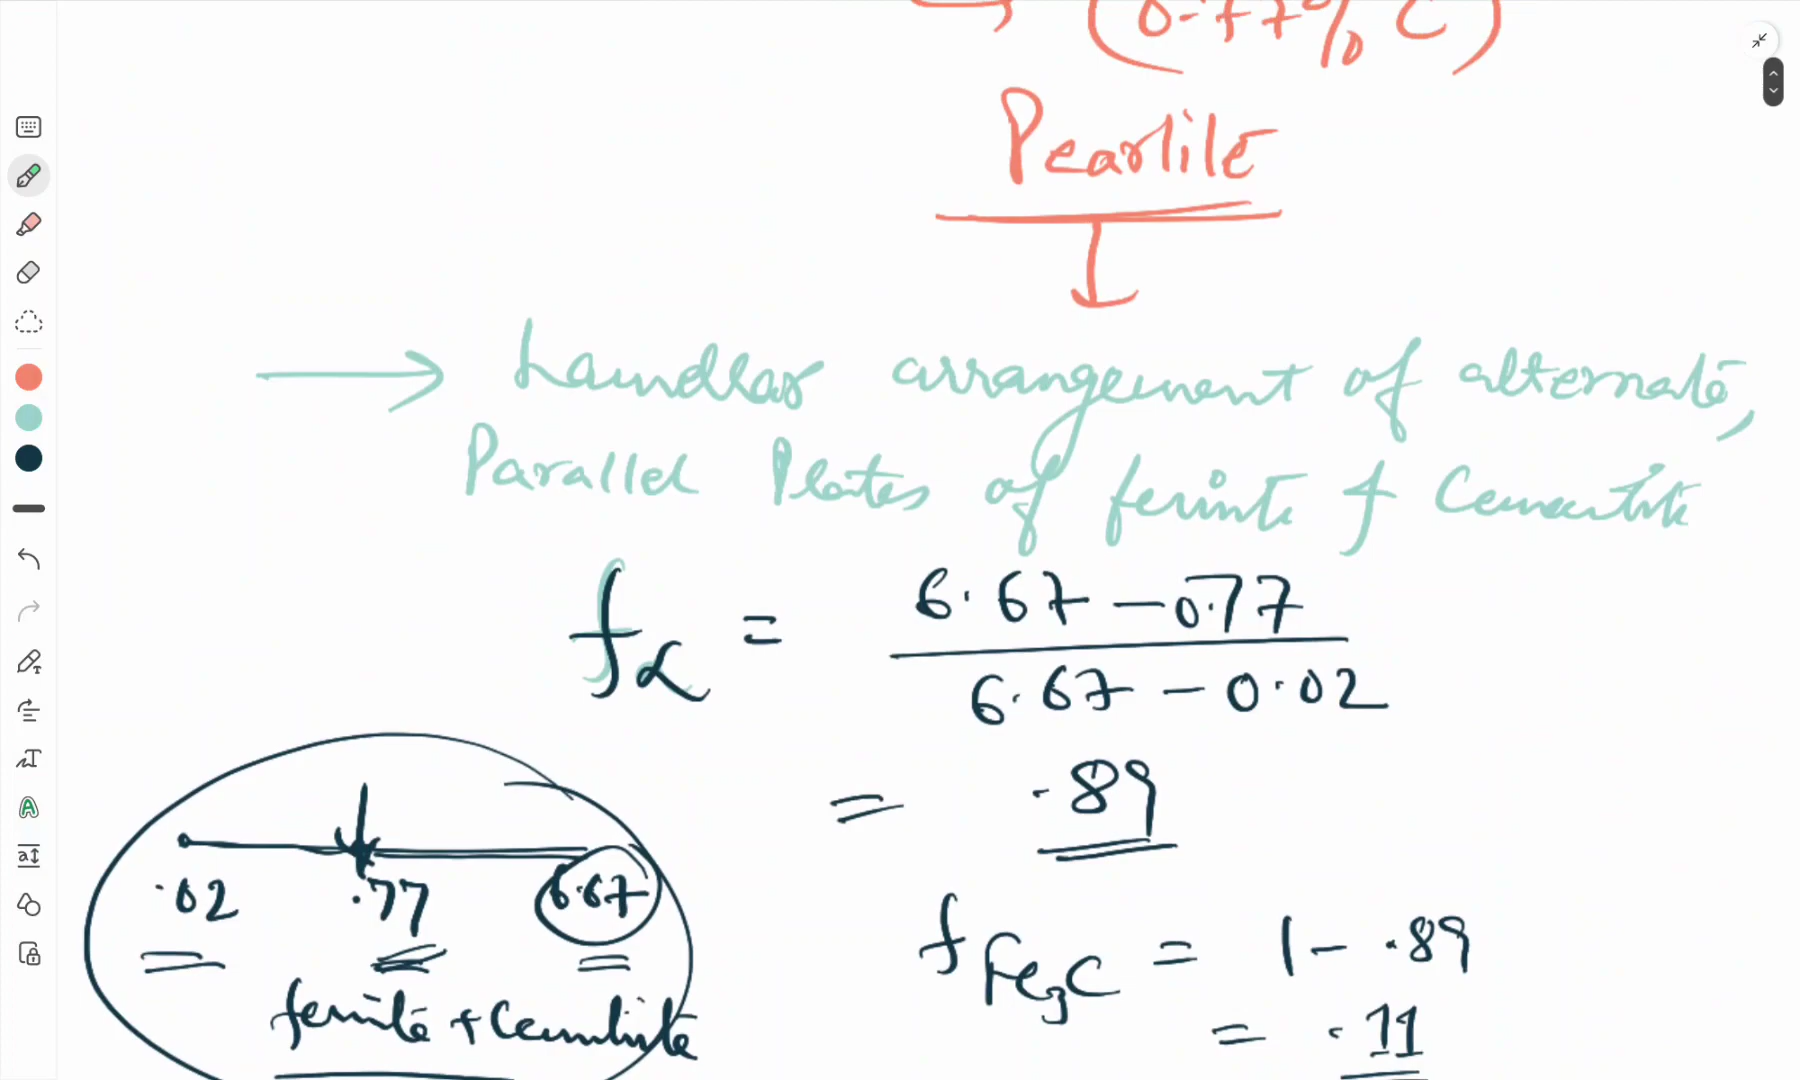 (0.77% C)
Pearlite
Lamellar arrangement of alternate,
Parallel Plates of ferrite & Cementite
fα = 6.67 - 0.77
6.67 - 0.02
= .89
.02 .77 6.67
fFe3C = 1 - .89
ferrite + Cementite
= .11